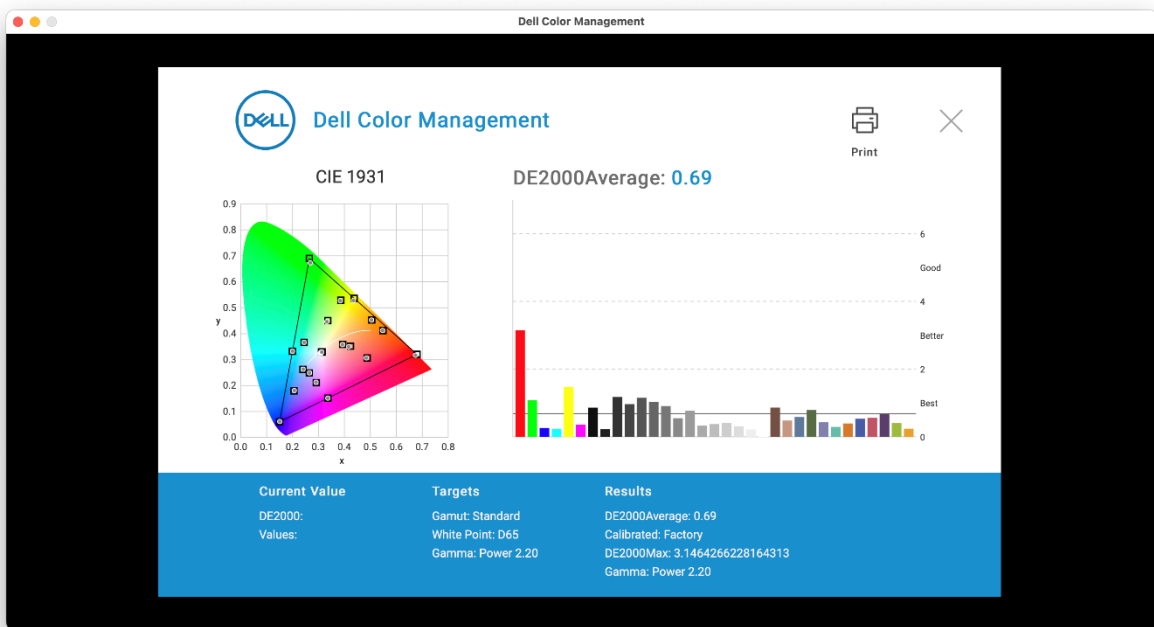 Dell Color Management
DELL
Dell Color Management
Print
CIE 1931
DE2000Average: 0.69
0.9
0.8
0.7
0.6
0.5
0.4
0.3
0.2
0.1
0.0
y
0.0 0.1 0.2 0.3 0.4 0.5 0.6 0.7 0.8
x
6
Good
4
Better
2
Best
0
Current Value
DE2000:
Values:
Targets
Gamut: Standard
White Point: D65
Gamma: Power 2.20
Results
DE2000Average: 0.69
Calibrated: Factory
DE2000Max: 3.1464266228164313
Gamma: Power 2.20